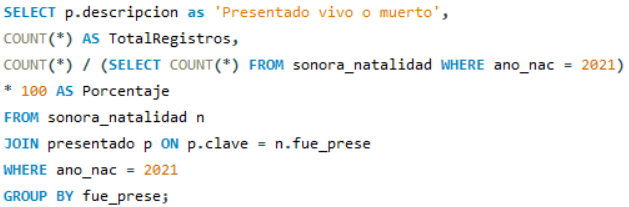 SELECT p.descripcion as 'Presentado vivo o muerto',
COUNT(*) AS TotalRegistros,
COUNT(*) / (SELECT COUNT(*) FROM sonora_natalidad WHERE ano_nac = 2021)
* 100 AS Porcentaje
FROM sonora_natalidad n
JOIN presentado p ON p.clave = n.fue_prese
WHERE ano_nac = 2021
GROUP BY fue_prese;